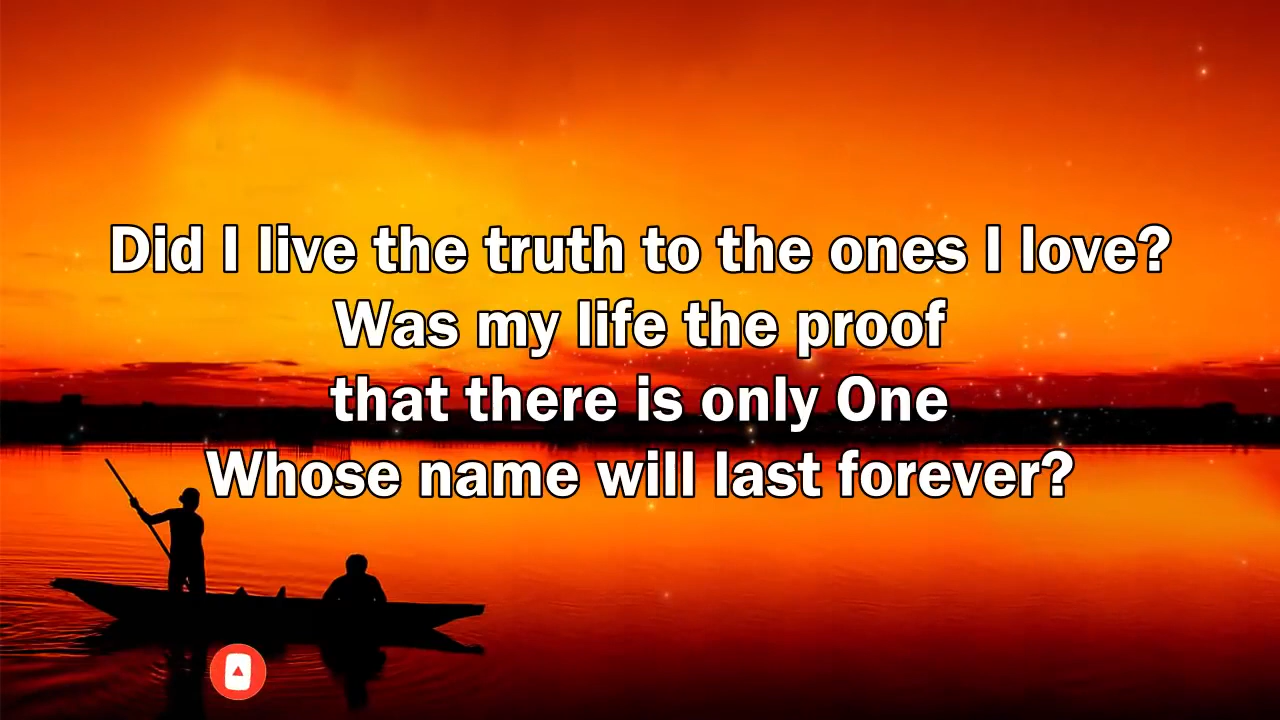 Did I live the truth to the ones I love?
Was my life the proof
that there is only One
Whose name will last forever?